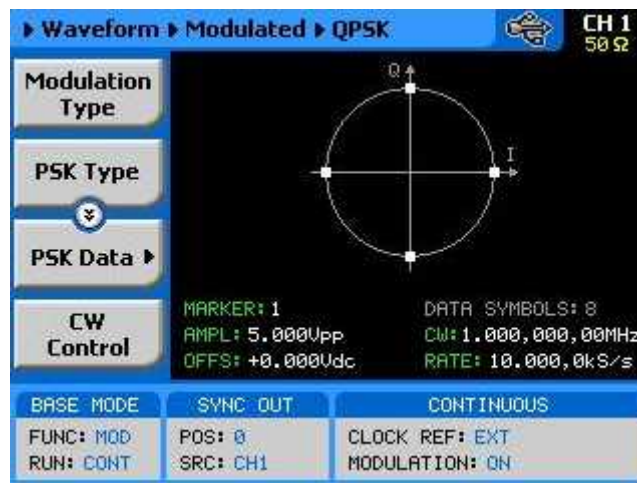 Waveform ▸ Modulated ▸ QPSK
CH 1
50 Ω
Modulation Type
PSK Type
PSK Data
CW Control
Q
I
MARKER: 1
DATA SYMBOLS: 8
AMPL: 5.000Vpp
CW: 1.000,000,00MHz
OFFS: +0.000Vdc
RATE: 10.000,0kS/s
BASE MODE
SYNC OUT
CONTINUOUS
FUNC: MOD
POS: 0
CLOCK REF: EXT
RUN: CONT
SRC: CH1
MODULATION: ON